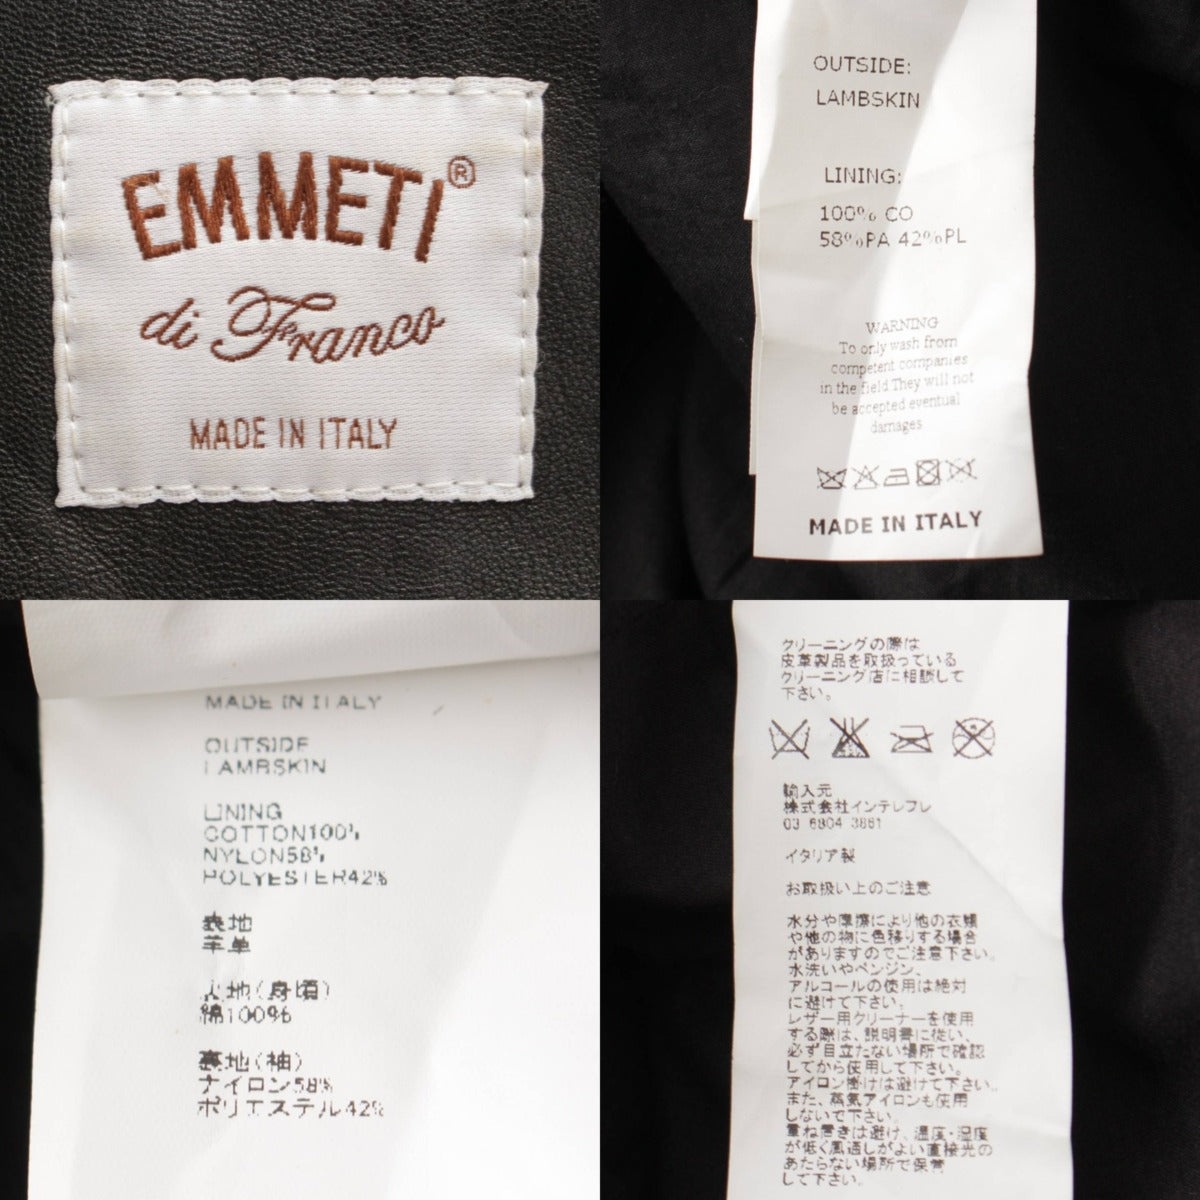 EMMETI®
di Franco
MADE IN ITALY
OUTSIDE:
LAMBSKIN
LINING:
100% CO
58%PA 42%PL
WARNING
To only wash from
competent companies
in the field They will not
be accepted eventual
damages
MADE IN ITALY
MADE IN ITALY
OUTSIDE
LAMBSKIN
LINING
COTTON100%
NYLON58%
POLYESTER42%
表地
羊革
裏地(身頃)
綿100%
裏地(袖)
ナイロン58%
ポリエステル42%
クリーニングの際は
皮革製品を取扱っている
クリーニング店に相談して
下さい。
輸入元
株式会社インテレプレ
03 6904 3861
イタリア製
お取扱い上のご注意
水分や摩擦により他の衣類
や他の物に色移りする場合
がありますのでご注意下さい。
水洗いやベンジン、
アルコールの使用は絶対
に避けて下さい。
レザー用クリーナーを使用
する際は、説明書に従い、
必ず目立たない場所で確認
してから使用して下さい。
アイロン掛けは避けて下さい。
また、蒸気アイロンも使用
しないで下さい。
重ね置きは避け、温度・湿度
が低く風通しがよい直接光の
あたらない場所で保管
して下さい。